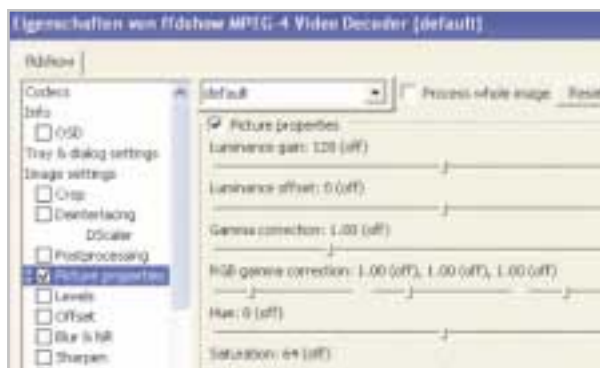 Eigenschaften von ffdshow MPEG-4 Video Decoder [default]
ffdshow
Codecs
Info
OSD
Tray & dialog settings
Image settings
Crop
Deinterlacing
DScaler
Postprocessing
Picture properties
Levels
Offset
Blur & NR
Sharpen
default
Process whole image
Reset
Picture properties
Luminance gain: 128 (off)
Luminance offset: 0 (off)
Gamma correction: 1.00 (off)
RGB gamma correction: 1.00 (off), 1.00 (off), 1.00 (off)
Hue: 0 (off)
Saturation: 64 (off)